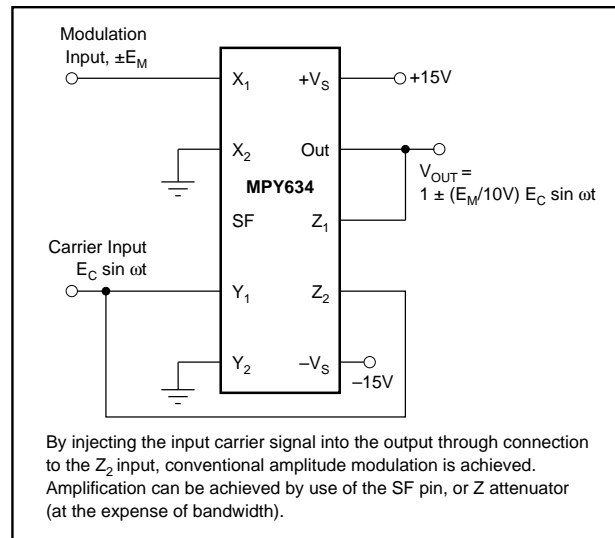 Modulation
Input, ±E_M
X_1
+V_S
+15V
X_2
Out
MPY634
V_OUT =
1 ± (E_M/10V) E_C sin ωt
SF
Z_1
Carrier Input
E_C sin ωt
Y_1
Z_2
Y_2
–V_S
–15V
By injecting the input carrier signal into the output through connection
to the Z_2 input, conventional amplitude modulation is achieved.
Amplification can be achieved by use of the SF pin, or Z attenuator
(at the expense of bandwidth).